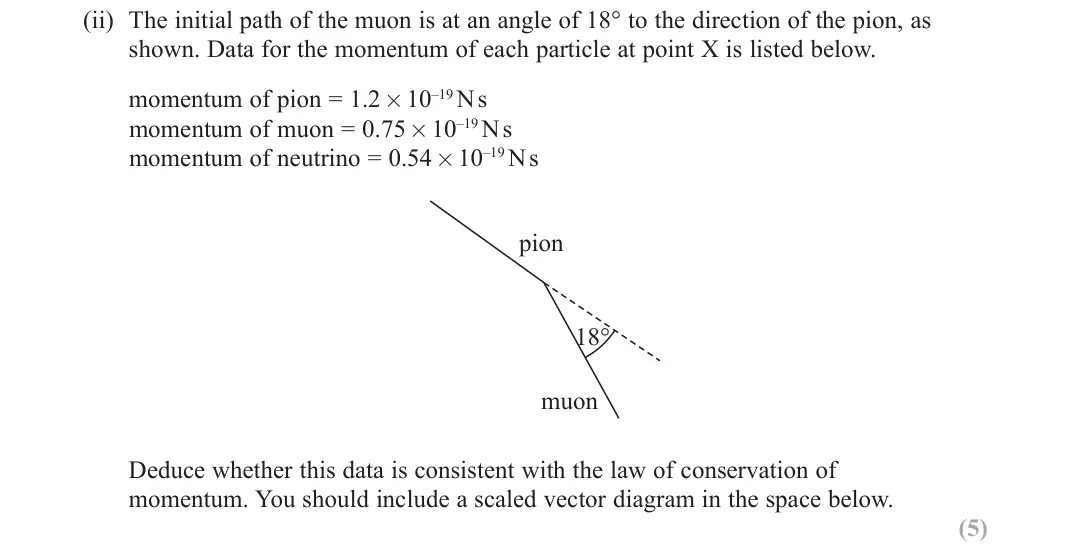 (ii) The initial path of the muon is at an angle of 18° to the direction of the pion, as
shown. Data for the momentum of each particle at point X is listed below.
momentum of pion = 1.2 × 10⁻¹⁹ N s
momentum of muon = 0.75 × 10⁻¹⁹ N s
momentum of neutrino = 0.54 × 10⁻¹⁹ N s
pion
18°
muon
Deduce whether this data is consistent with the law of conservation of
momentum. You should include a scaled vector diagram in the space below.
(5)